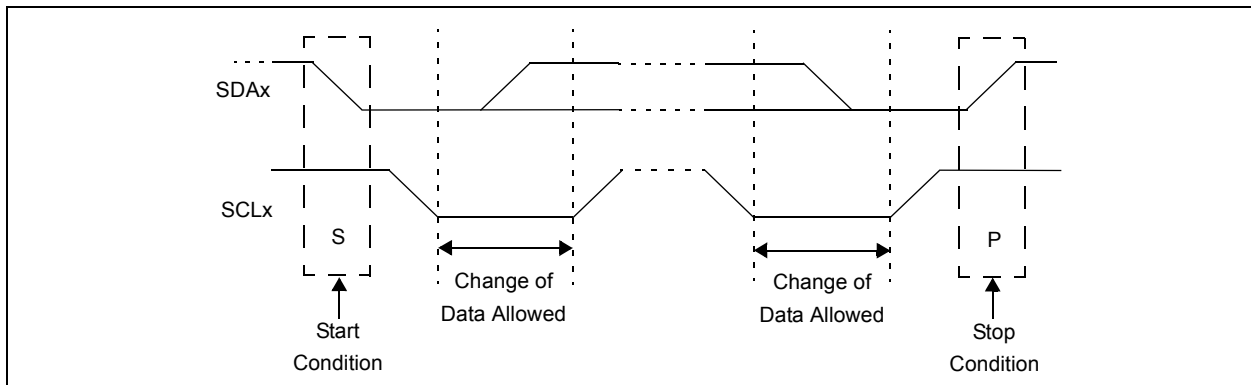 SDAx
SCLx
S
P
Change of
Data Allowed
Change of
Data Allowed
Start
Condition
Stop
Condition